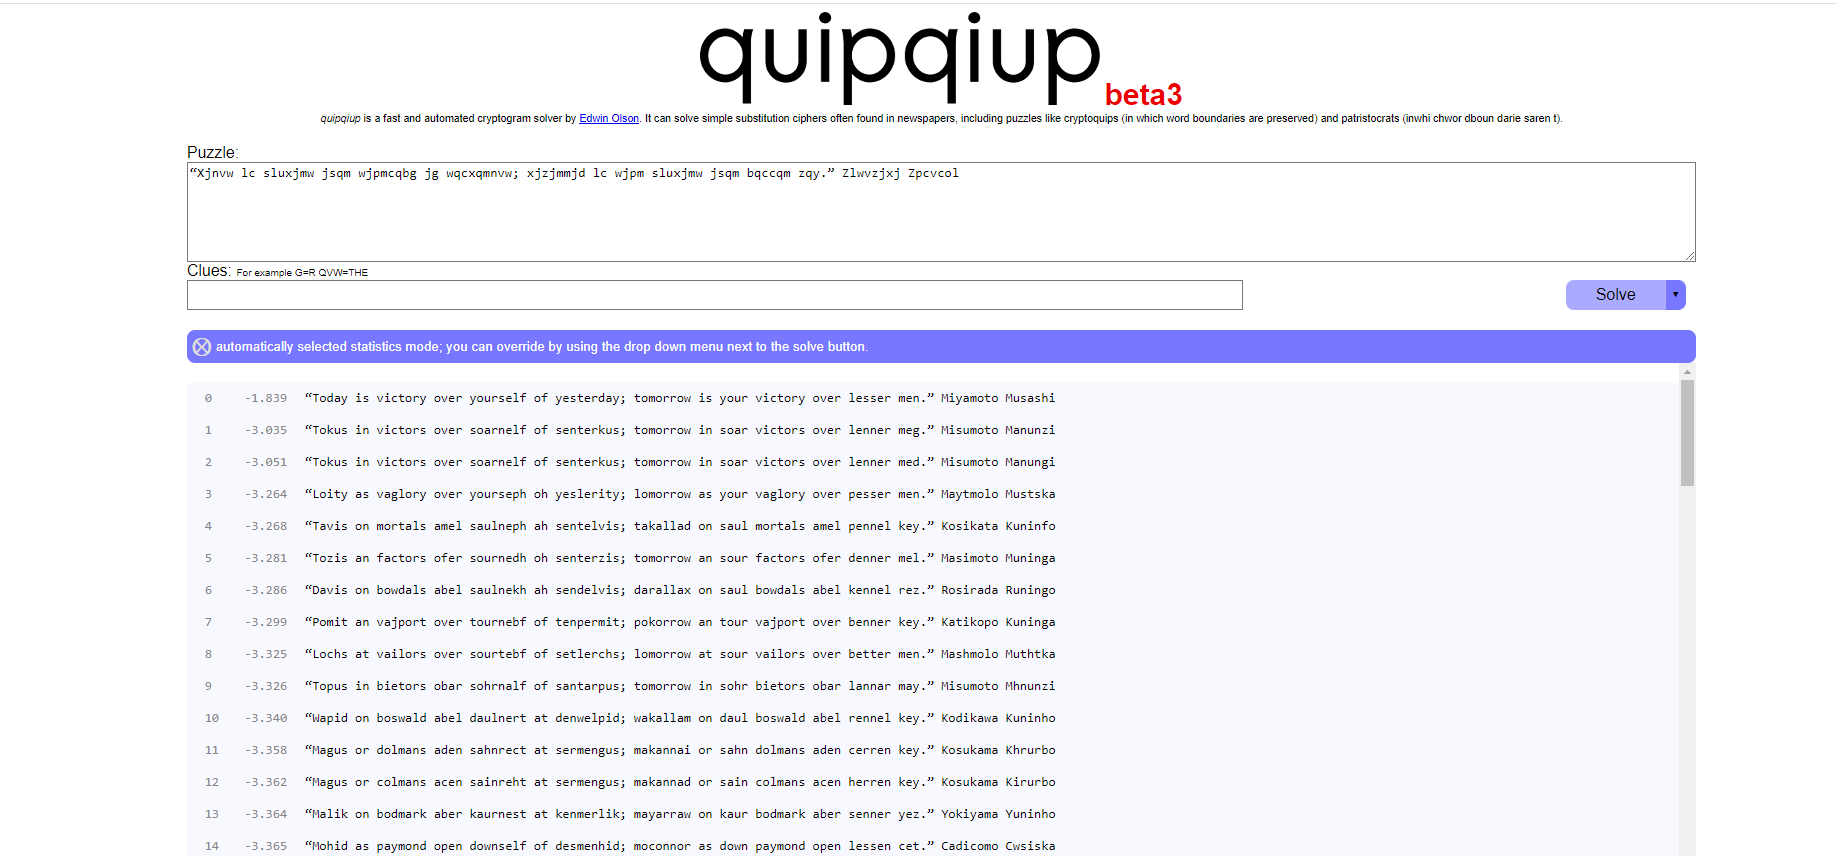 quipqiup
beta3
quipqiup is a fast and automated cryptogram solver by Edwin Olson. It can solve simple substitution ciphers often found in newspapers, including puzzles like cryptoquips (in which word boundaries are preserved) and patristocrats (inwhi chwor dboun darie saren t).
Puzzle:
“Xjnvw lc sluxjmw jsqm wjpmcqbg jg wqcxqmnvw; xjzjmmjd lc wjpm sluxjmw jsqm bqccqm zqy.” Zlwvzjxj Zpcvcol
Clues: For example G=R QVW=THE
Solve ▾
automatically selected statistics mode; you can override by using the drop down menu next to the solve button.
0 -1.839 “Today is victory over yourself of yesterday; tomorrow is your victory over lesser men.” Miyamoto Musashi
1 -3.035 “Tokus in victors over soarnelf of senterkus; tomorrow in soar victors over lenner meg.” Misumoto Manunzi
2 -3.051 “Tokus in victors over soarnelf of senterkus; tomorrow in soar victors over lenner med.” Misumoto Manungi
3 -3.264 “Loity as vaglory over yourseph oh yeslerity; lomorrow as your vaglory over pesser men.” Maytmolo Mustska
4 -3.268 “Tavis on mortals amel saulneph ah sentelvis; takallad on saul mortals amel pennel key.” Kosikata Kuninfo
5 -3.281 “Tozis an factors ofer sournedh oh senterzis; tomorrow an sour factors ofer denner mel.” Masimoto Muninga
6 -3.286 “Davis on bowdals abel saulnekh ah sendelvis; darallax on saul bowdals abel kennel rez.” Rosirada Runingo
7 -3.299 “Pomit an vajport over tournebf of tenpermit; pokorrow an tour vajport over benner key.” Katikopo Kuninga
8 -3.325 “Lochs at vailors over sourtebf of setlerchs; lomorrow at sour vailors over better men.” Mashmolo Muthtka
9 -3.326 “Topus in bietors obar sohrnalf of santarpus; tomorrow in sohr bietors obar lannar may.” Misumoto Mhnunzi
10 -3.340 “Wapid on boswald abel daulnert at denwelpid; wakallam on daul boswald abel rennel key.” Kodikawa Kuninho
11 -3.358 “Magus or dolmans aden sahnrect at sermengus; makannai or sahn dolmans aden cerren key.” Kosukama Khrurbo
12 -3.362 “Magus or colmans acen sainreht at sermengus; makannad or sain colmans acen herren key.” Kosukama Kirurbo
13 -3.364 “Malik on bodmark aber kaurnest at kenmerlik; mayarraw on kaur bodmark aber senner yez.” Yokiyama Yuninho
14 -3.365 “Mohid as paymond open downself of desmenhid; moconnor as down paymond open lessen cet.” Cadicomo Cwsiska